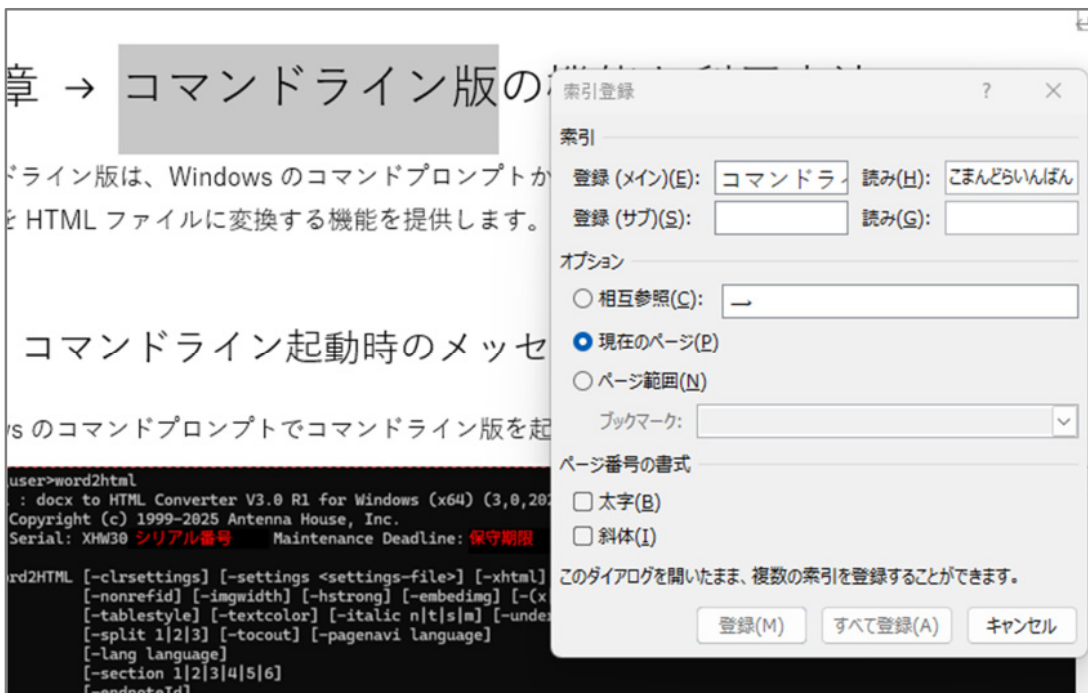 章 → コマンドライン版の
索引登録 ? ×
索引
登録 (メイン)(E): コマンドラ 読み(H): こまんどらいんばん
登録 (サブ)(S): 読み(G):
オプション
相互参照(C): →
現在のページ(P)
ページ範囲(N)
ブックマーク:
ページ番号の書式
太字(B)
斜体(I)
このダイアログを開いたまま、複数の索引を登録することができます。
登録(M) すべて登録(A) キャンセル
ドライン版は、Windows のコマンドプロンプトか
HTML ファイルに変換する機能を提供します。
コマンドライン起動時のメッセ
s のコマンドプロンプトでコマンドライン版を起
user>word2html
: docx to HTML Converter V3.0 R1 for Windows (x64) (3,0,202
Copyright (c) 1999-2025 Antenna House, Inc.
Serial: XHW30 シリアル番号 Maintenance Deadline: 保守期限
rd2HTML [-clrsettings] [-settings <settings-file>] [-xhtml]
[-nonrefid] [-imgwidth] [-hstrong] [-embedimg] [-(x
[-tablestyle] [-textcolor] [-italic n|t|s|m] [-unde
[-split 1|2|3] [-tocout] [-pagenavi language]
[-lang language]
[-section 1|2|3|4|5|6]
[-endnoteId]